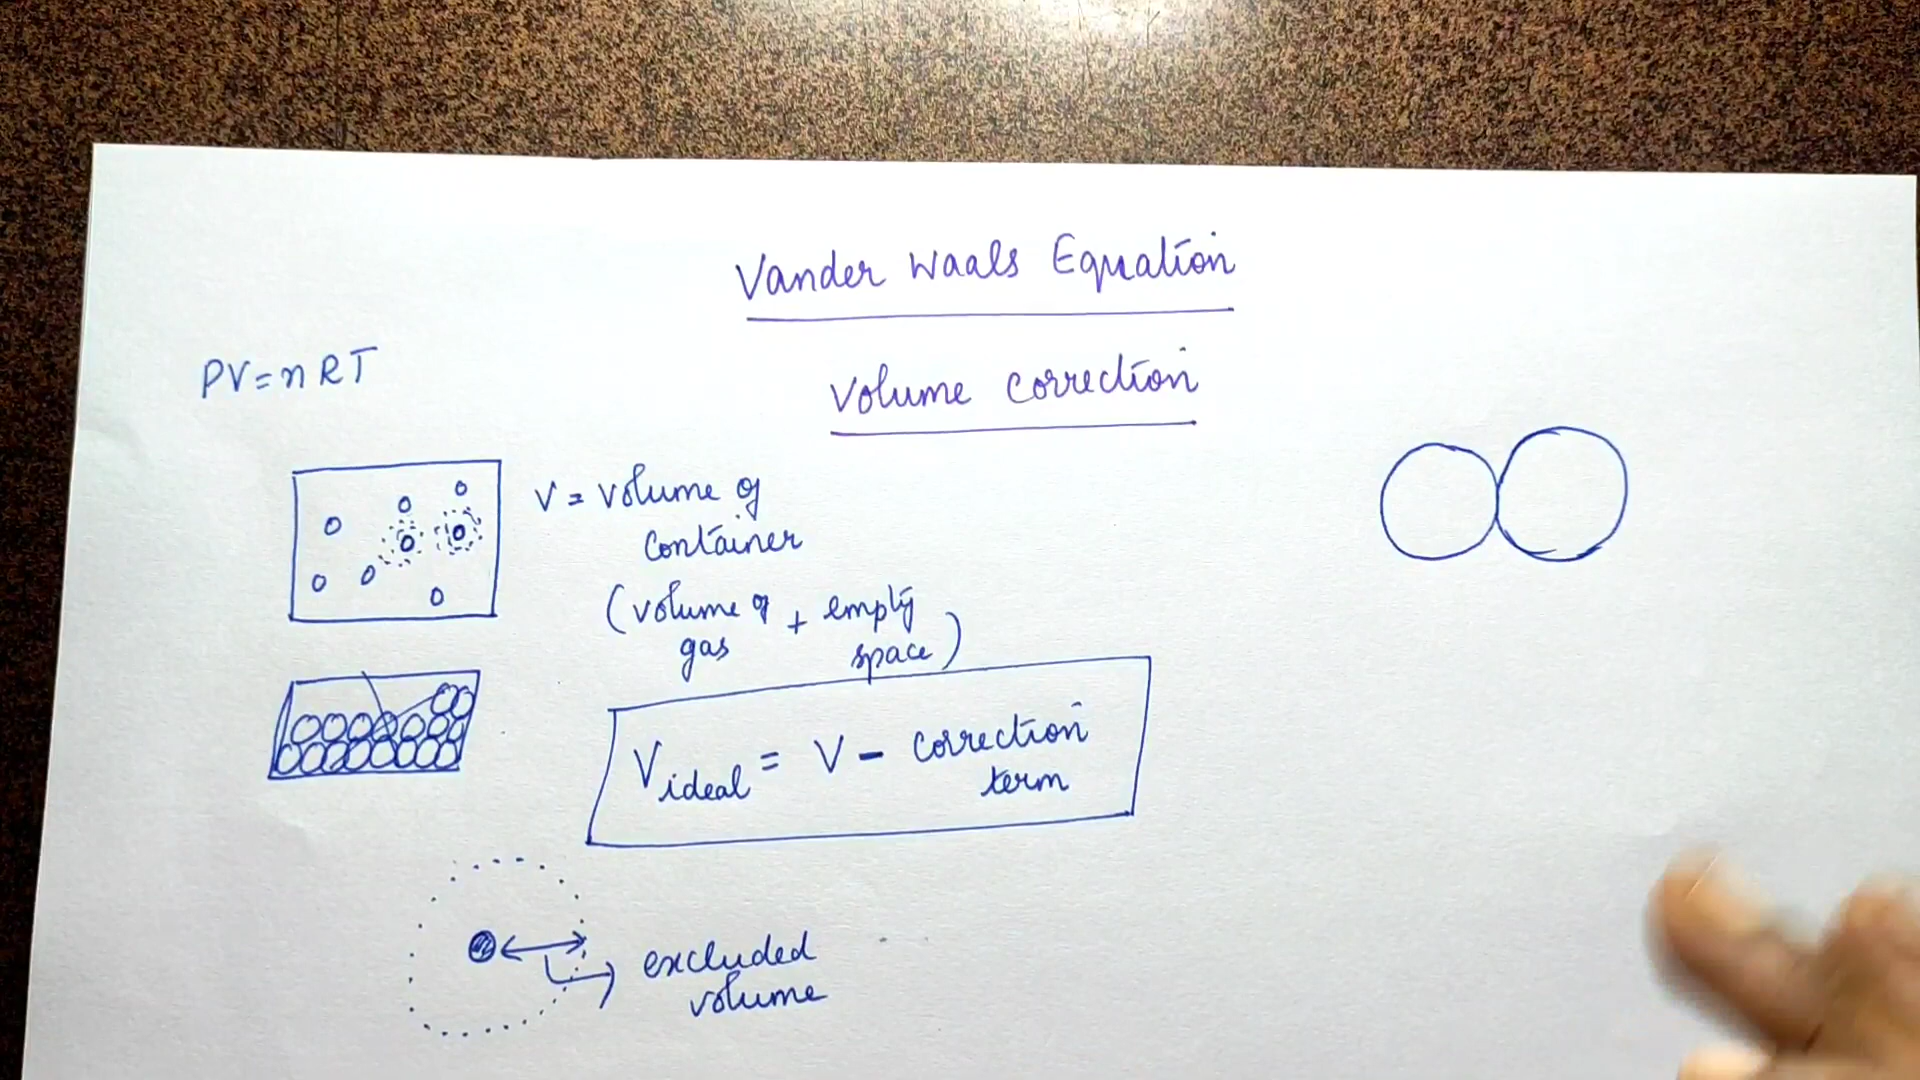 Vander Waals Equation
Volume correction
PV=nRT
V = volume of
container
(volume of + empty
gas space)
V ideal = V - correction
term
excluded
volume